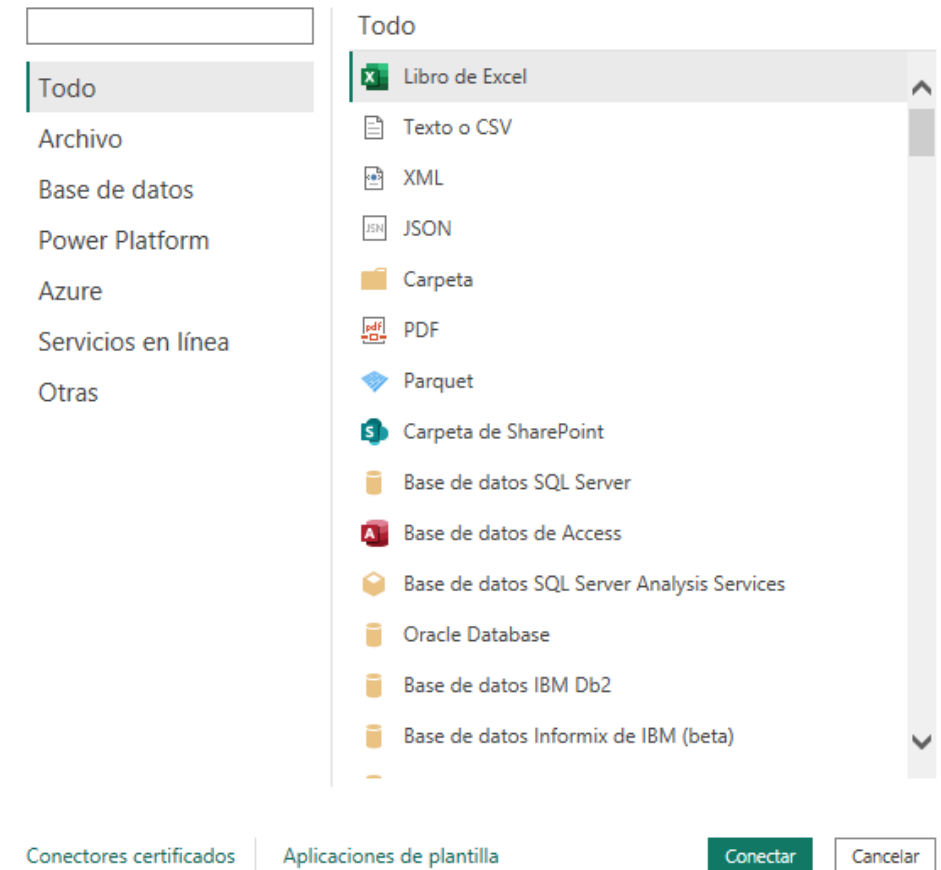 Todo
Archivo
Base de datos
Power Platform
Azure
Servicios en línea
Otras
Todo
Libro de Excel
Texto o CSV
XML
JSN JSON
Carpeta
pdf PDF
Parquet
S Carpeta de SharePoint
Base de datos SQL Server
A Base de datos de Access
Base de datos SQL Server Analysis Services
Oracle Database
Base de datos IBM Db2
Base de datos Informix de IBM (beta)
Conectores certificados
Aplicaciones de plantilla
Conectar
Cancelar